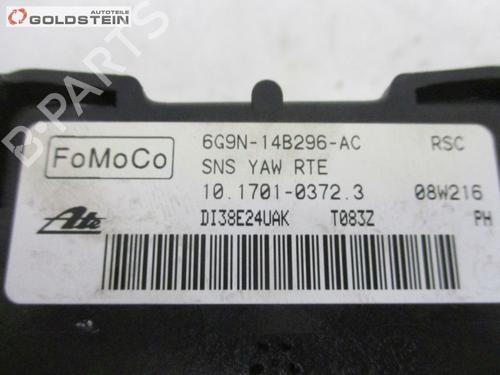 AUTOTEILE
GOLDSTEIN
B-PARTS
FoMoCo
6G9N-14B296-AC RSC
SNS YAW RTE
10.1701-0372.3 08W216
Ate DI38E24UAK T083Z PH